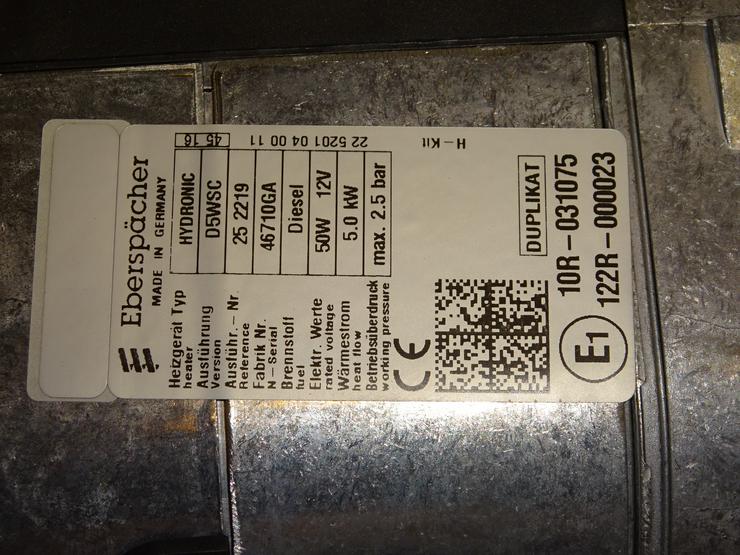 Eberspächer
MADE IN GERMANY
Heizgerät Typ HYDRONIC
heater
Ausführung D5WSC
Version
Ausführ.-Nr 25 2219
Reference
Fabrik Nr. 46710GA
N-Serial
Brennstoff Diesel
fuel
Elektr. Werte 50W 12V
rated voltage
Wärmestrom 5.0 kW
heat flow
Betriebsüberdruck max. 2.5 bar
working pressure
45 16
22 5201 04 00 11
H-Kit
CE
DUPLIKAT
E1
10R-031075
122R-000023